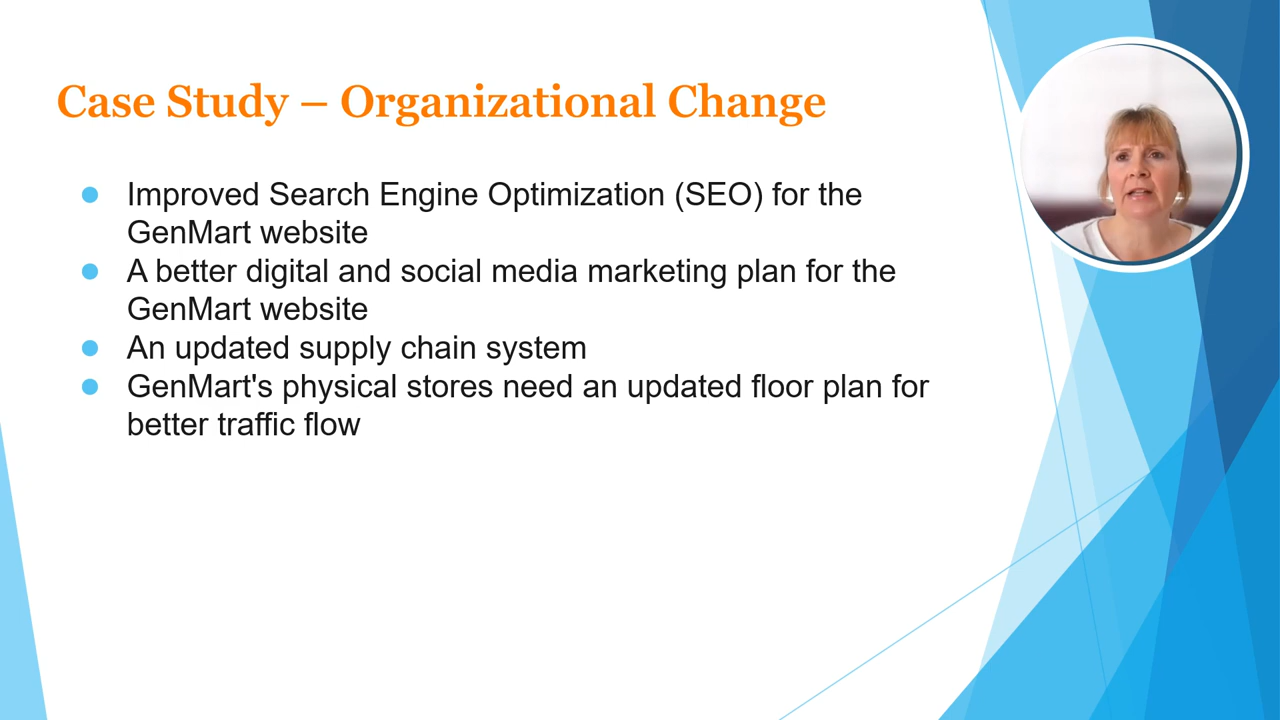 Case Study – Organizational Change
Improved Search Engine Optimization (SEO) for the
GenMart website
A better digital and social media marketing plan for the
GenMart website
An updated supply chain system
GenMart's physical stores need an updated floor plan for
better traffic flow